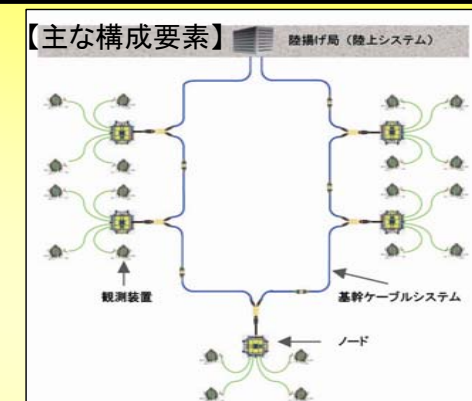 【主な構成要素】
陸揚げ局（陸上システム）
観測装置
基幹ケーブルシステム
ノード